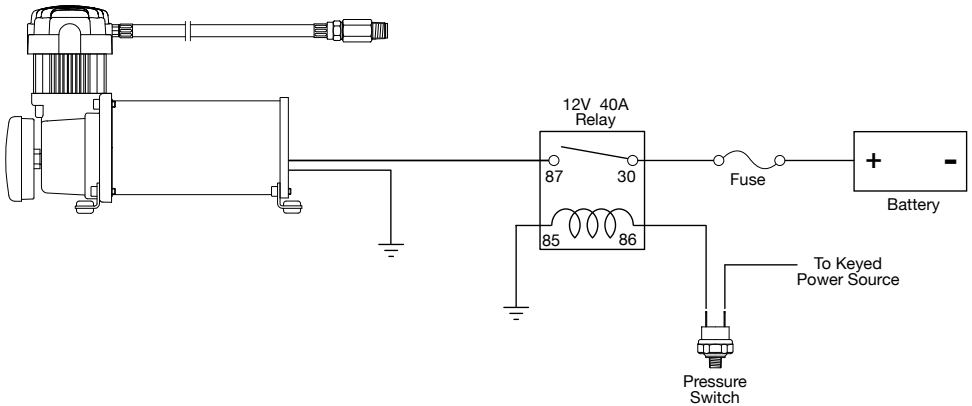 12V 40A
Relay
87 30
85 86
Fuse
+ -
Battery
To Keyed
Power Source
Pressure
Switch